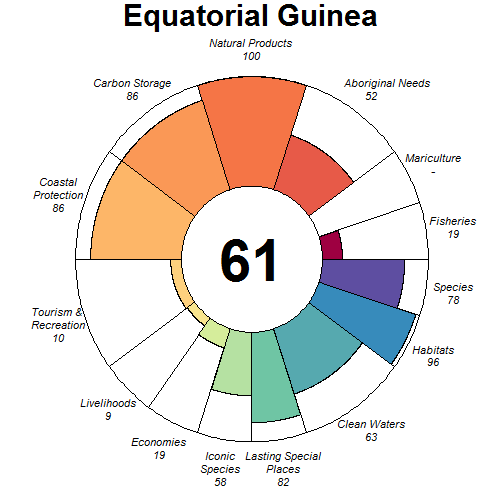 Equatorial Guinea
Natural Products
100
Carbon Storage
86
Aboriginal Needs
52
Mariculture
-
Coastal
Protection
86
Fisheries
19
61
Species
78
Tourism &
Recreation
10
Habitats
96
Livelihoods
9
Clean Waters
63
Economies
19
Iconic
Species
58
Lasting Special
Places
82